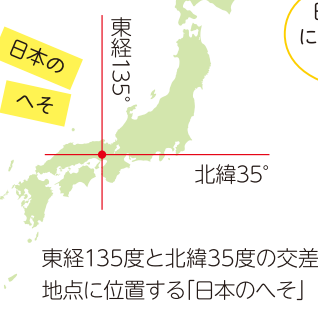 日本の
へそ
東経135°
に
北緯35°
東経135度と北緯35度の交差
地点に位置する「日本のへそ」